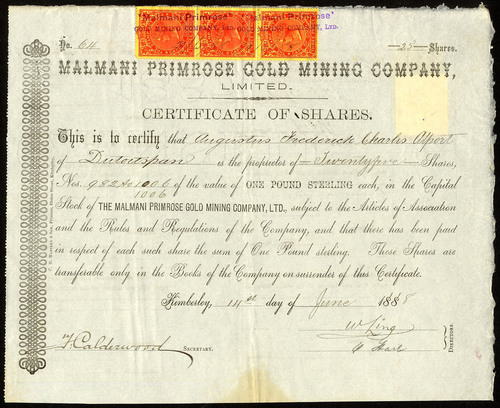 Malmani Primrose Malmani Primrose
GOLD MINING COMPANY, LTD. GOLD MINING COMPANY, LTD.
No. 64 —25— Shares.
MALMANI PRIMROSE GOLD MINING COMPANY,
LIMITED.
CERTIFICATE OF SHARES.
This is to certify that Augustus Frederick Charles Alport
of Dutoitspan is the proprietor of —Twentyfive— Shares,
Nos. 982 to 1006 of the value of ONE POUND STERLING each, in the Capital
1006
Stock of THE MALMANI PRIMROSE GOLD MINING COMPANY, LTD., subject to the Articles of Association
and the Rules and Regulations of the Company, and that there has been paid
in respect of each such share the sum of One Pound sterling. These Shares are
transferable only in the Books of the Company on surrender of this Certificate.
Kimberley, 14th day of June 1888
W Ling
Calderwood SECRETARY.
Hart
DIRECTORS.